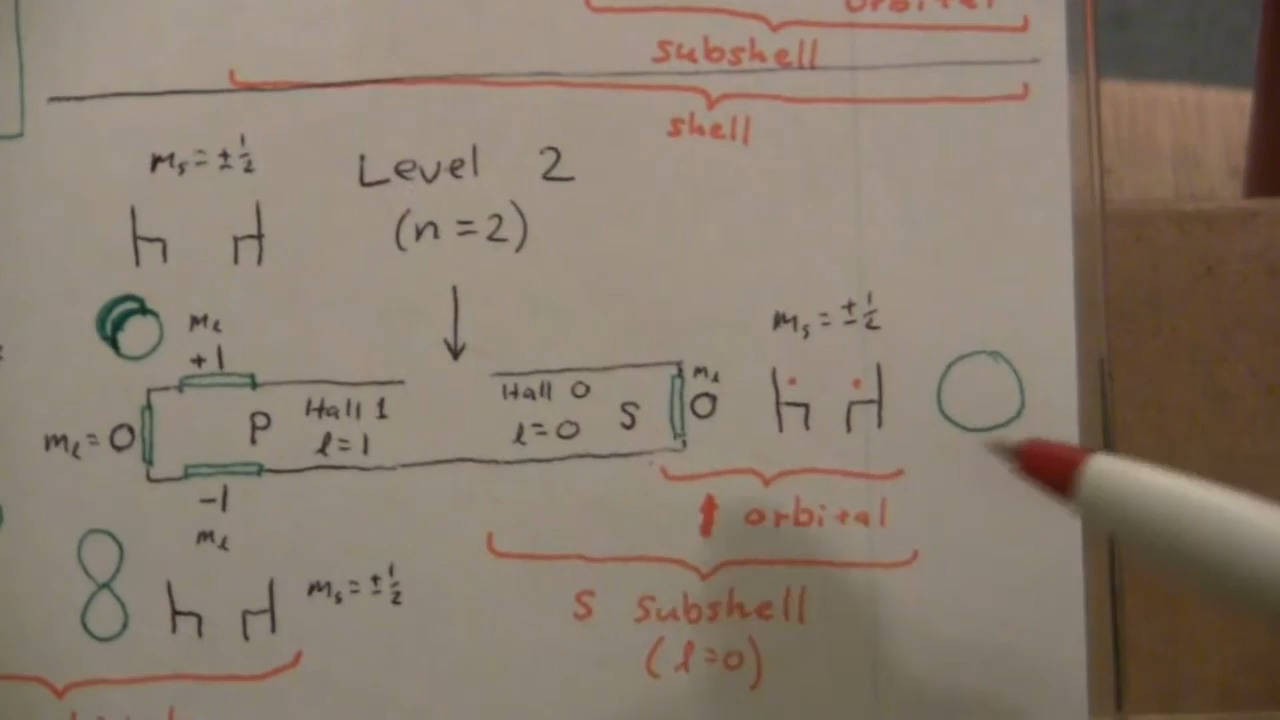 subshell
shell
ms = ± 1/2
Level 2
(n = 2)
ms = ± 1/2
mℓ
+1
Hall 1
P
ℓ = 1
mℓ = 0
-1
mℓ
Hall 0
ℓ = 0
S
mℓ
0
1 orbital
ms = ± 1/2
S subshell
(ℓ = 0)